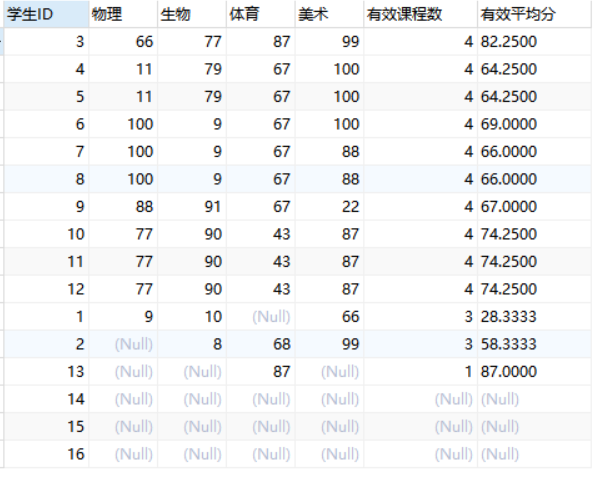 学生ID 物理 生物 体育 美术 有效课程数 有效平均分
3 66 77 87 99 4 82.2500
4 11 79 67 100 4 64.2500
5 11 79 67 100 4 64.2500
6 100 9 67 100 4 69.0000
7 100 9 67 88 4 66.0000
8 100 9 67 88 4 66.0000
9 88 91 67 22 4 67.0000
10 77 90 43 87 4 74.2500
11 77 90 43 87 4 74.2500
12 77 90 43 87 4 74.2500
1 9 10 (Null) 66 3 28.3333
2 (Null) 8 68 99 3 58.3333
13 (Null) (Null) 87 (Null) 1 87.0000
14 (Null) (Null) (Null) (Null) (Null) (Null)
15 (Null) (Null) (Null) (Null) (Null) (Null)
16 (Null) (Null) (Null) (Null) (Null) (Null)